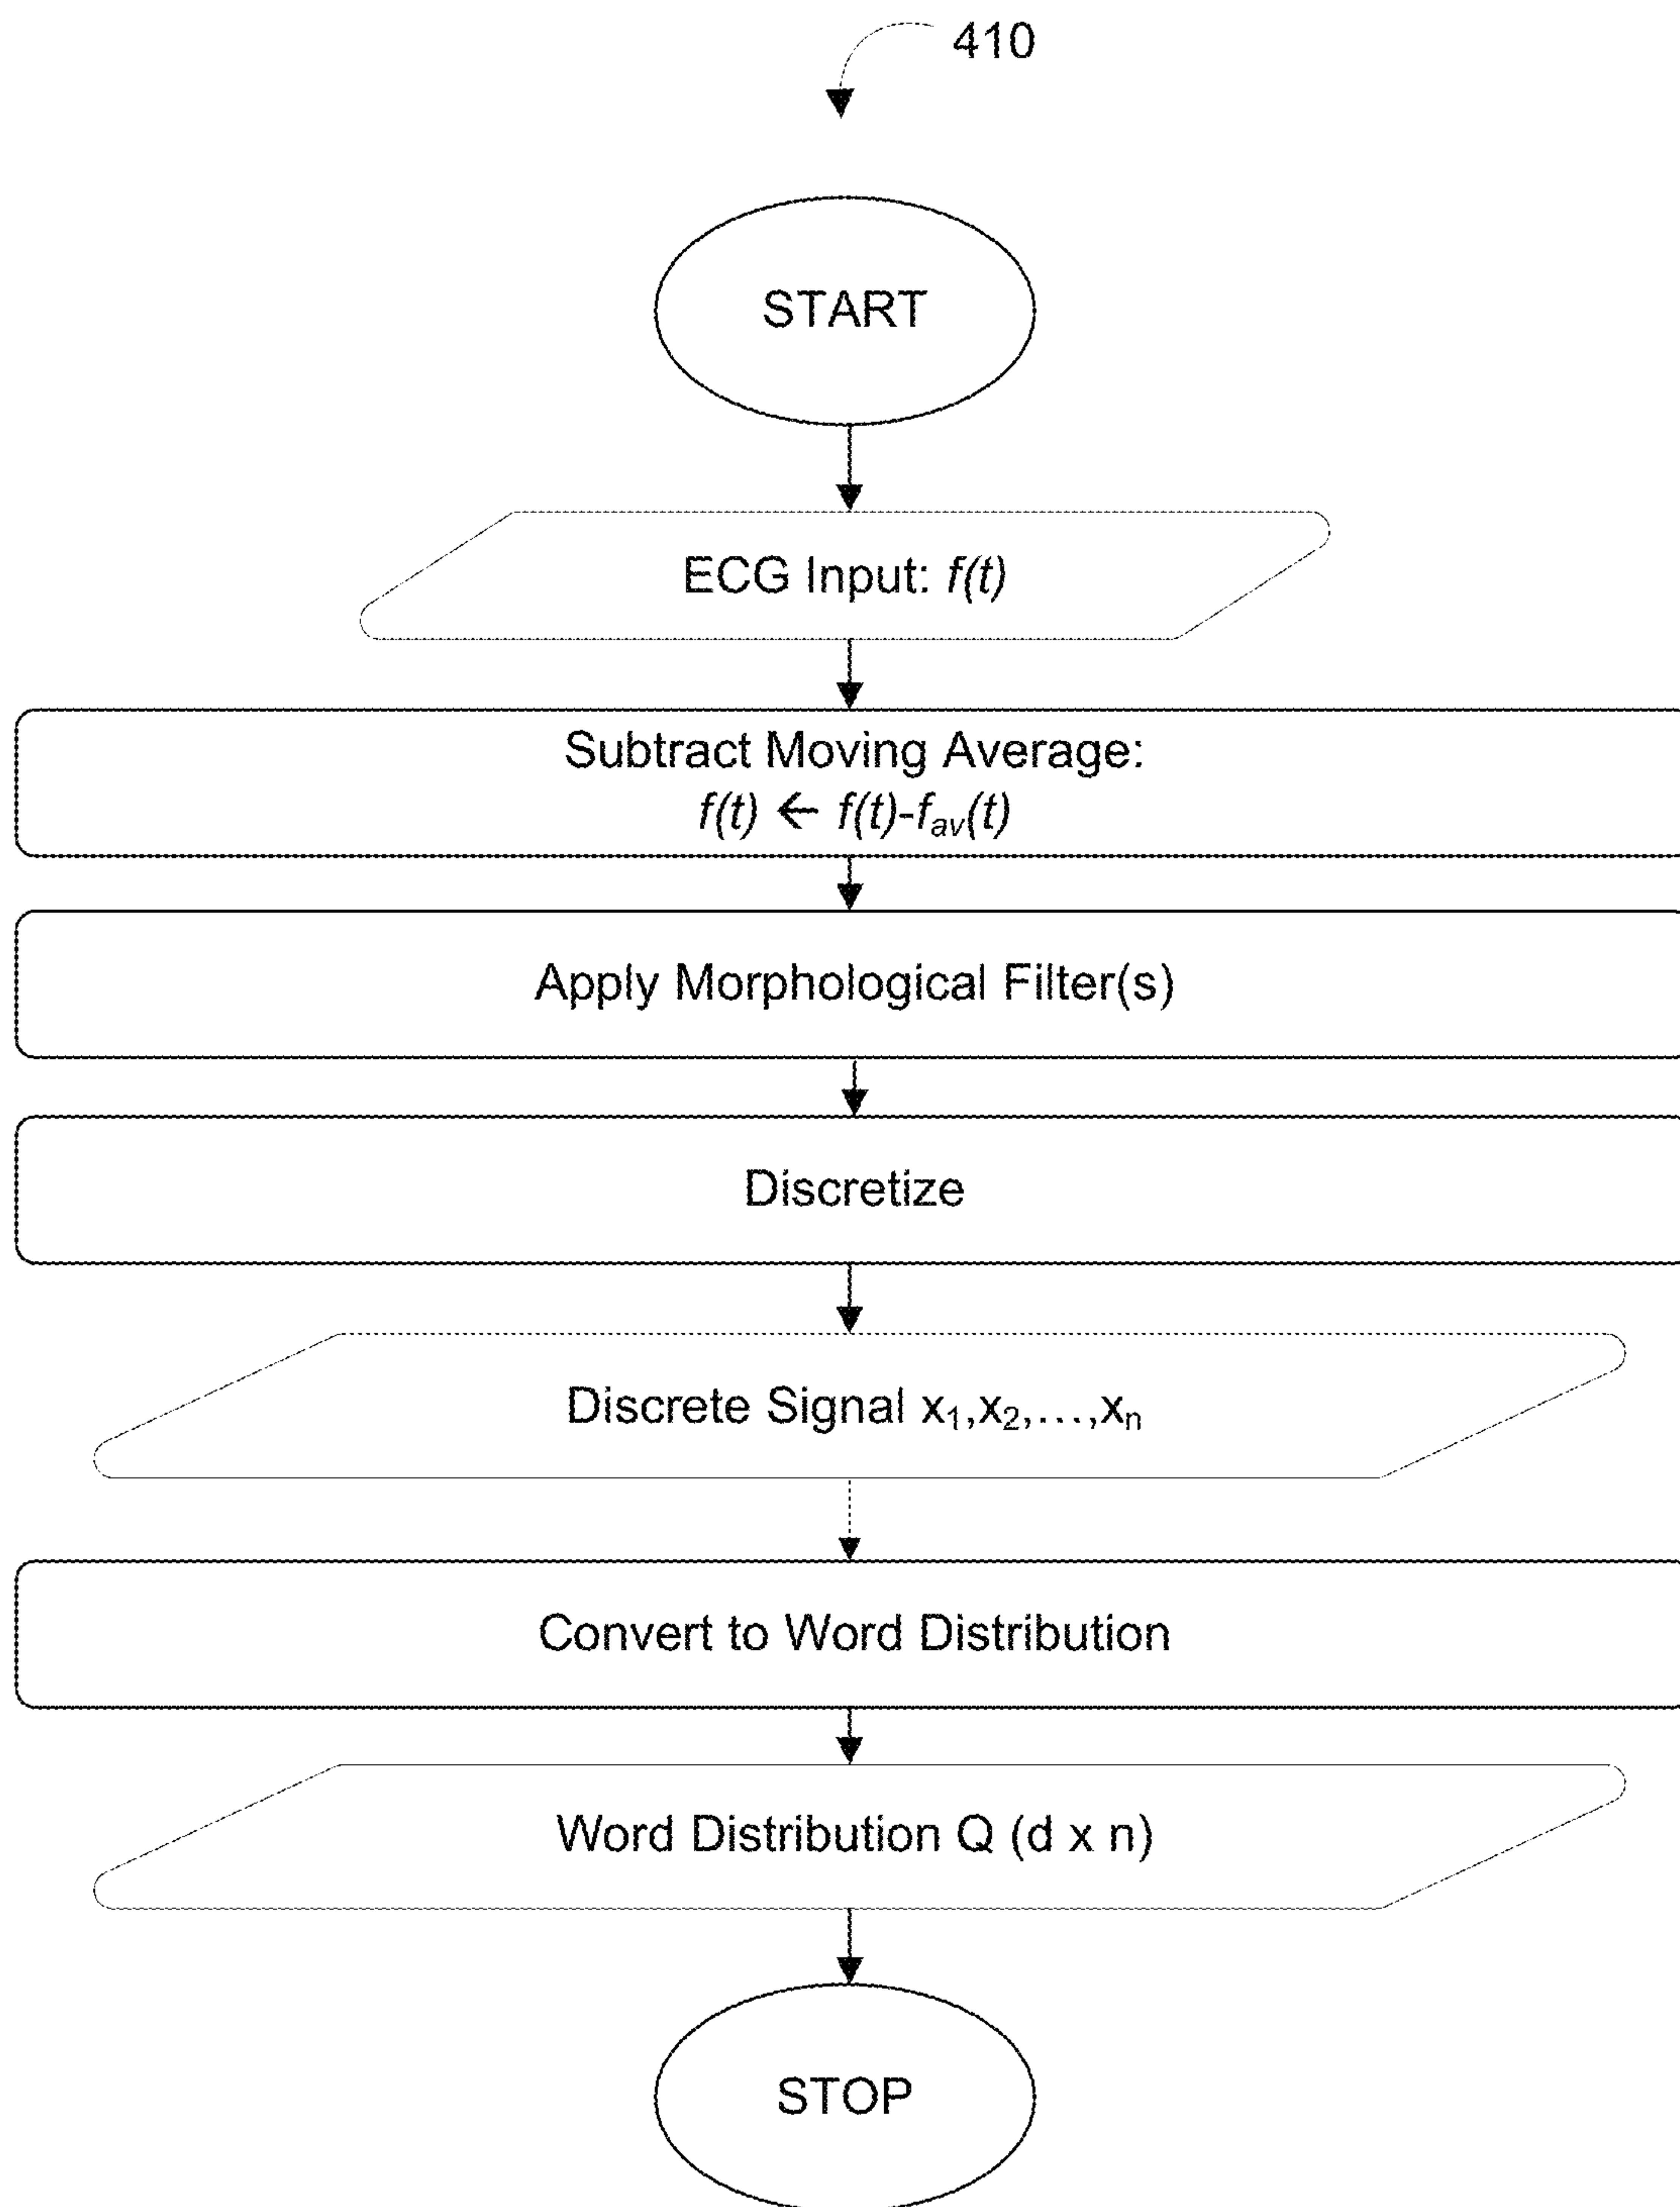 410
START
ECG Input: f(t)
Subtract Moving Average:
f(t) ← f(t)-fav(t)
Apply Morphological Filter(s)
Discretize
Discrete Signal x₁,x₂,...,xₙ
Convert to Word Distribution
Word Distribution Q (d x n)
STOP